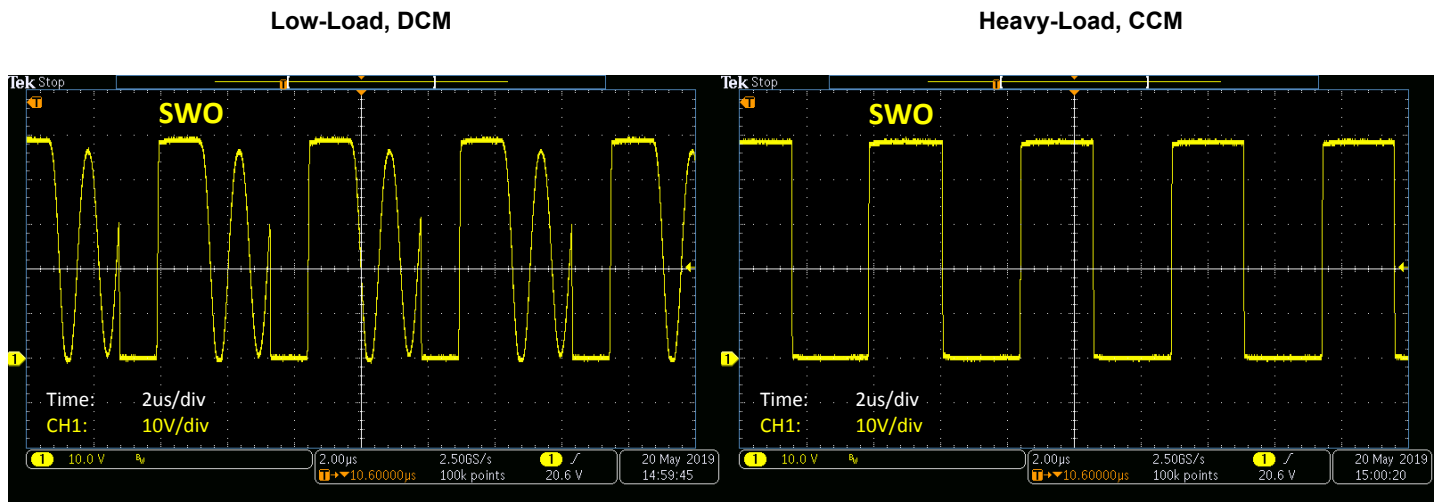 Low-Load, DCM
Heavy-Load, CCM
Tek Stop
T
T
SWO
1
Time: 2us/div
CH1: 10V/div
1 10.0 V BW
2.00µs 2.50GS/s 1 /
T→▼10.60000µs 100k points 20.6 V
20 May 2019
14:59:45
Tek Stop
T
T
SWO
1
Time: 2us/div
CH1: 10V/div
1 10.0 V BW
2.00µs 2.50GS/s 1 /
T→▼10.60000µs 100k points 20.6 V
20 May 2019
15:00:20